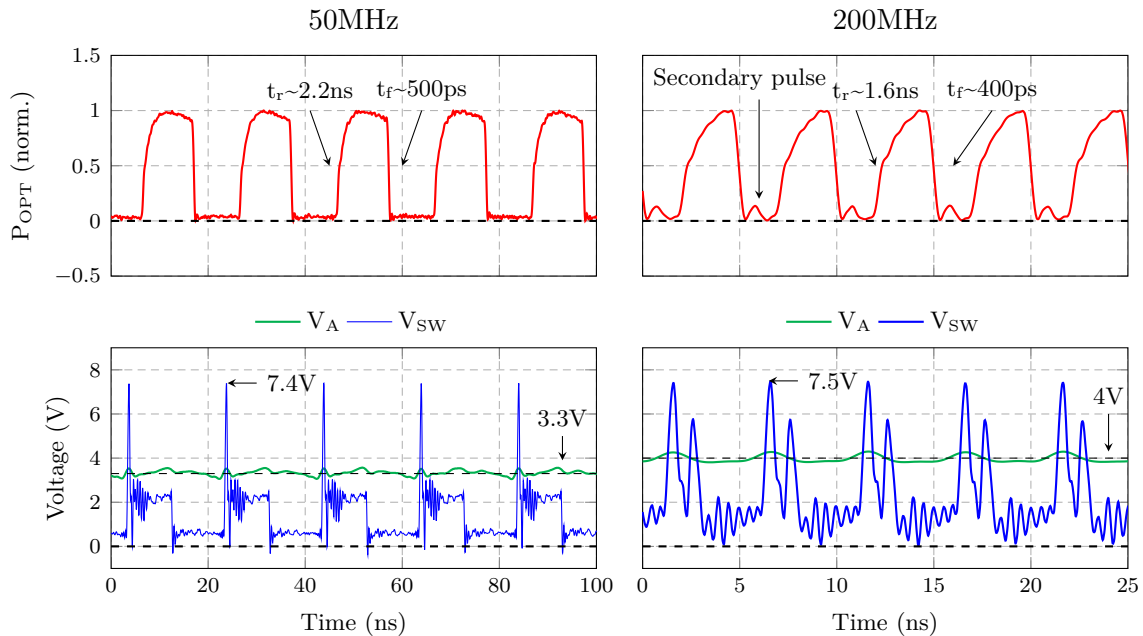 50MHz
200MHz
1.5
1
0.5
0
−0.5
P_OPT (norm.)
t_r~2.2ns
t_f~500ps
Secondary pulse
t_r~1.6ns
t_f~400ps
V_A
V_SW
V_A
V_SW
8
6
4
2
0
Voltage (V)
7.4V
3.3V
7.5V
4V
0 20 40 60 80 100
0 5 10 15 20 25
Time (ns)
Time (ns)